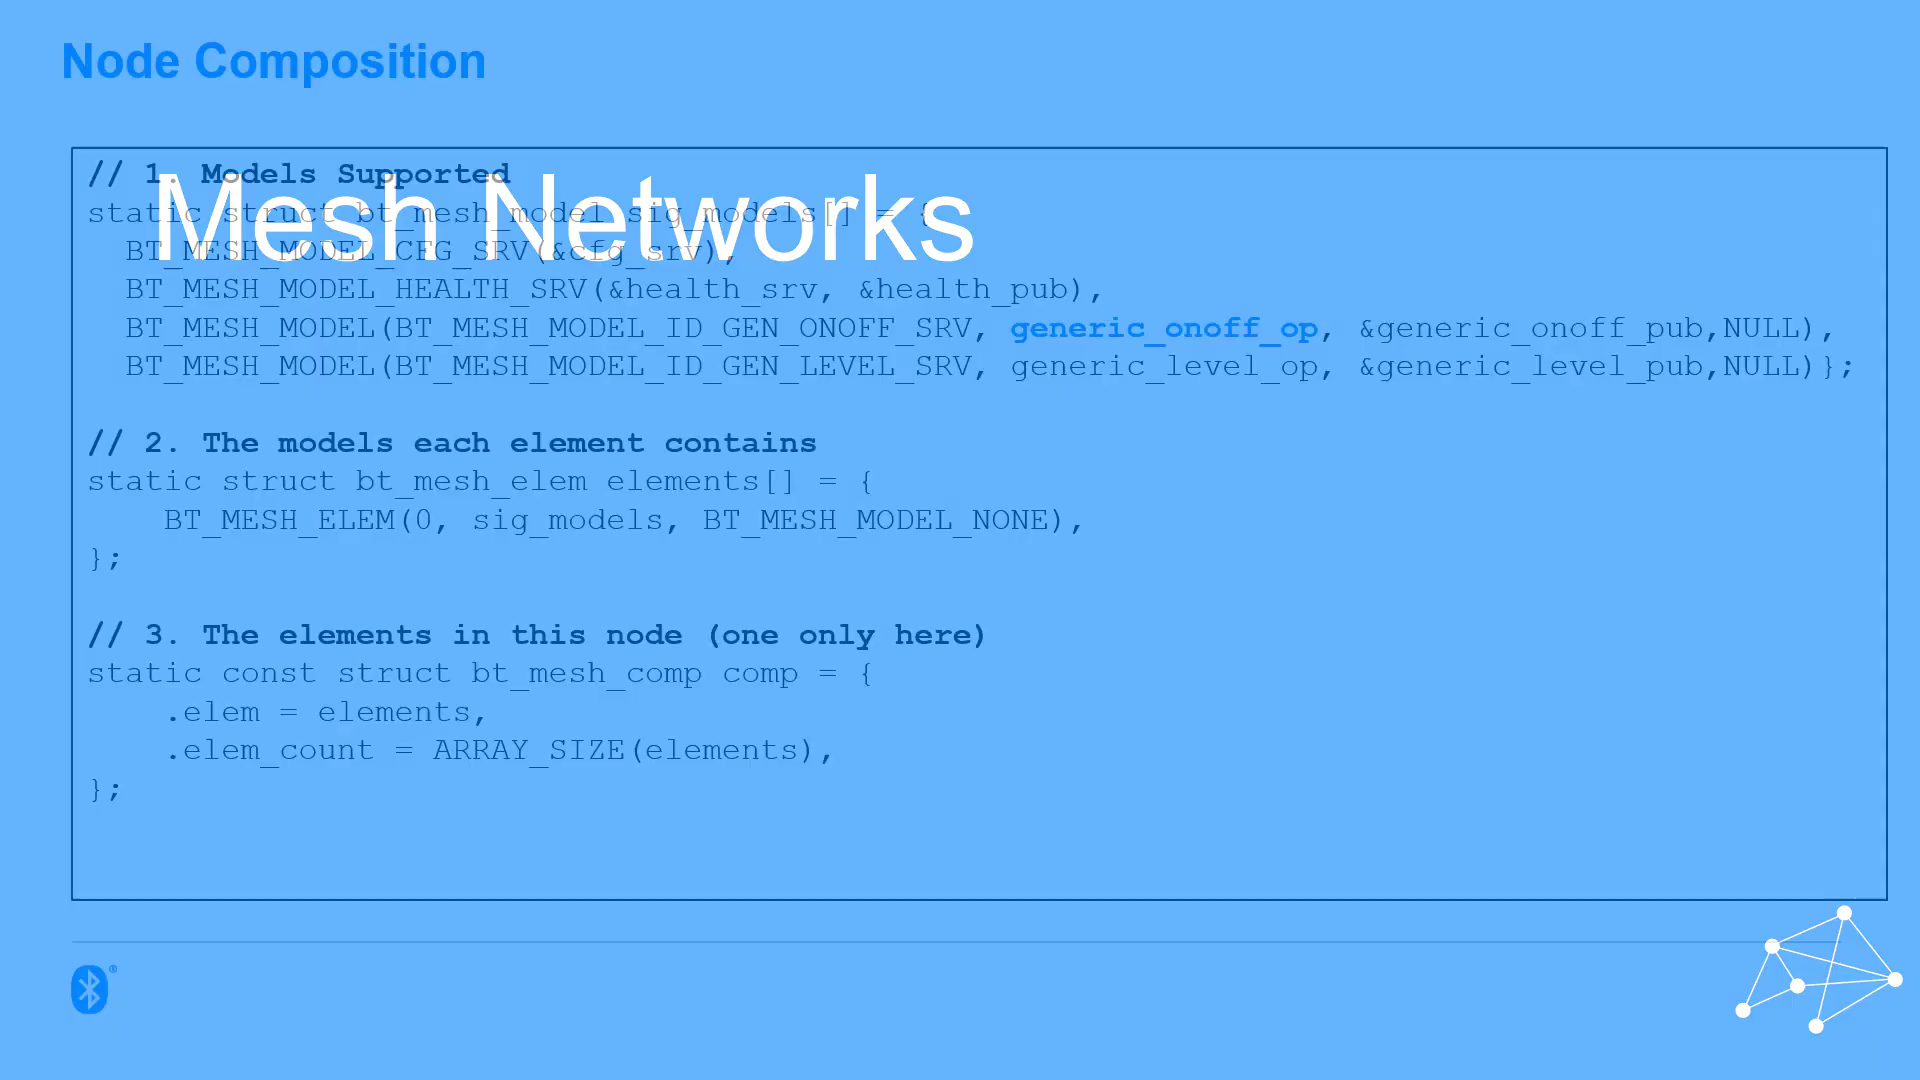 Node Composition
// 1. Models Supported
Mesh Networks
static struct bt_mesh_model sig_models[] = {
BT_MESH_MODEL_CFG_SRV(&cfg_srv),
BT_MESH_MODEL_HEALTH_SRV(&health_srv, &health_pub),
BT_MESH_MODEL(BT_MESH_MODEL_ID_GEN_ONOFF_SRV, generic_onoff_op, &generic_onoff_pub,NULL),
BT_MESH_MODEL(BT_MESH_MODEL_ID_GEN_LEVEL_SRV, generic_level_op, &generic_level_pub,NULL)};
// 2. The models each element contains
static struct bt_mesh_elem elements[] = {
BT_MESH_ELEM(0, sig_models, BT_MESH_MODEL_NONE),
};
// 3. The elements in this node (one only here)
static const struct bt_mesh_comp comp = {
.elem = elements,
.elem_count = ARRAY_SIZE(elements),
};
®